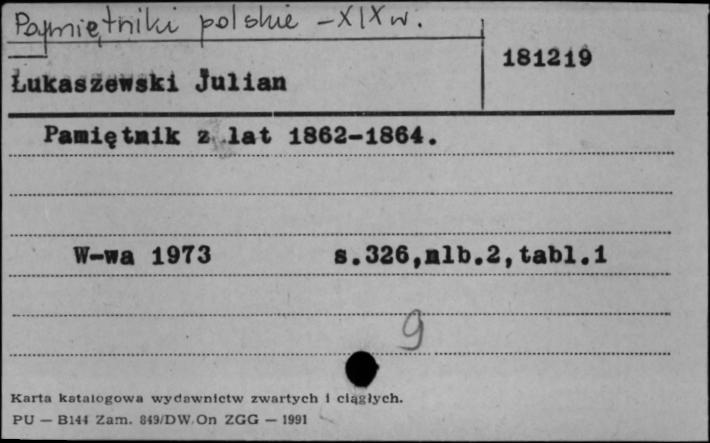 Pamiętniki polskie - XIX w.
181219
Łukaszewski Julian
Pamiętnik z lat 1862-1864.
W-wa 1973 s.326,nlb.2,tabl.1
9
Karta katalogowa wydawnictw zwartych i ciągłych.
PU — B144 Zam. 849/DW.On ZGG — 1991